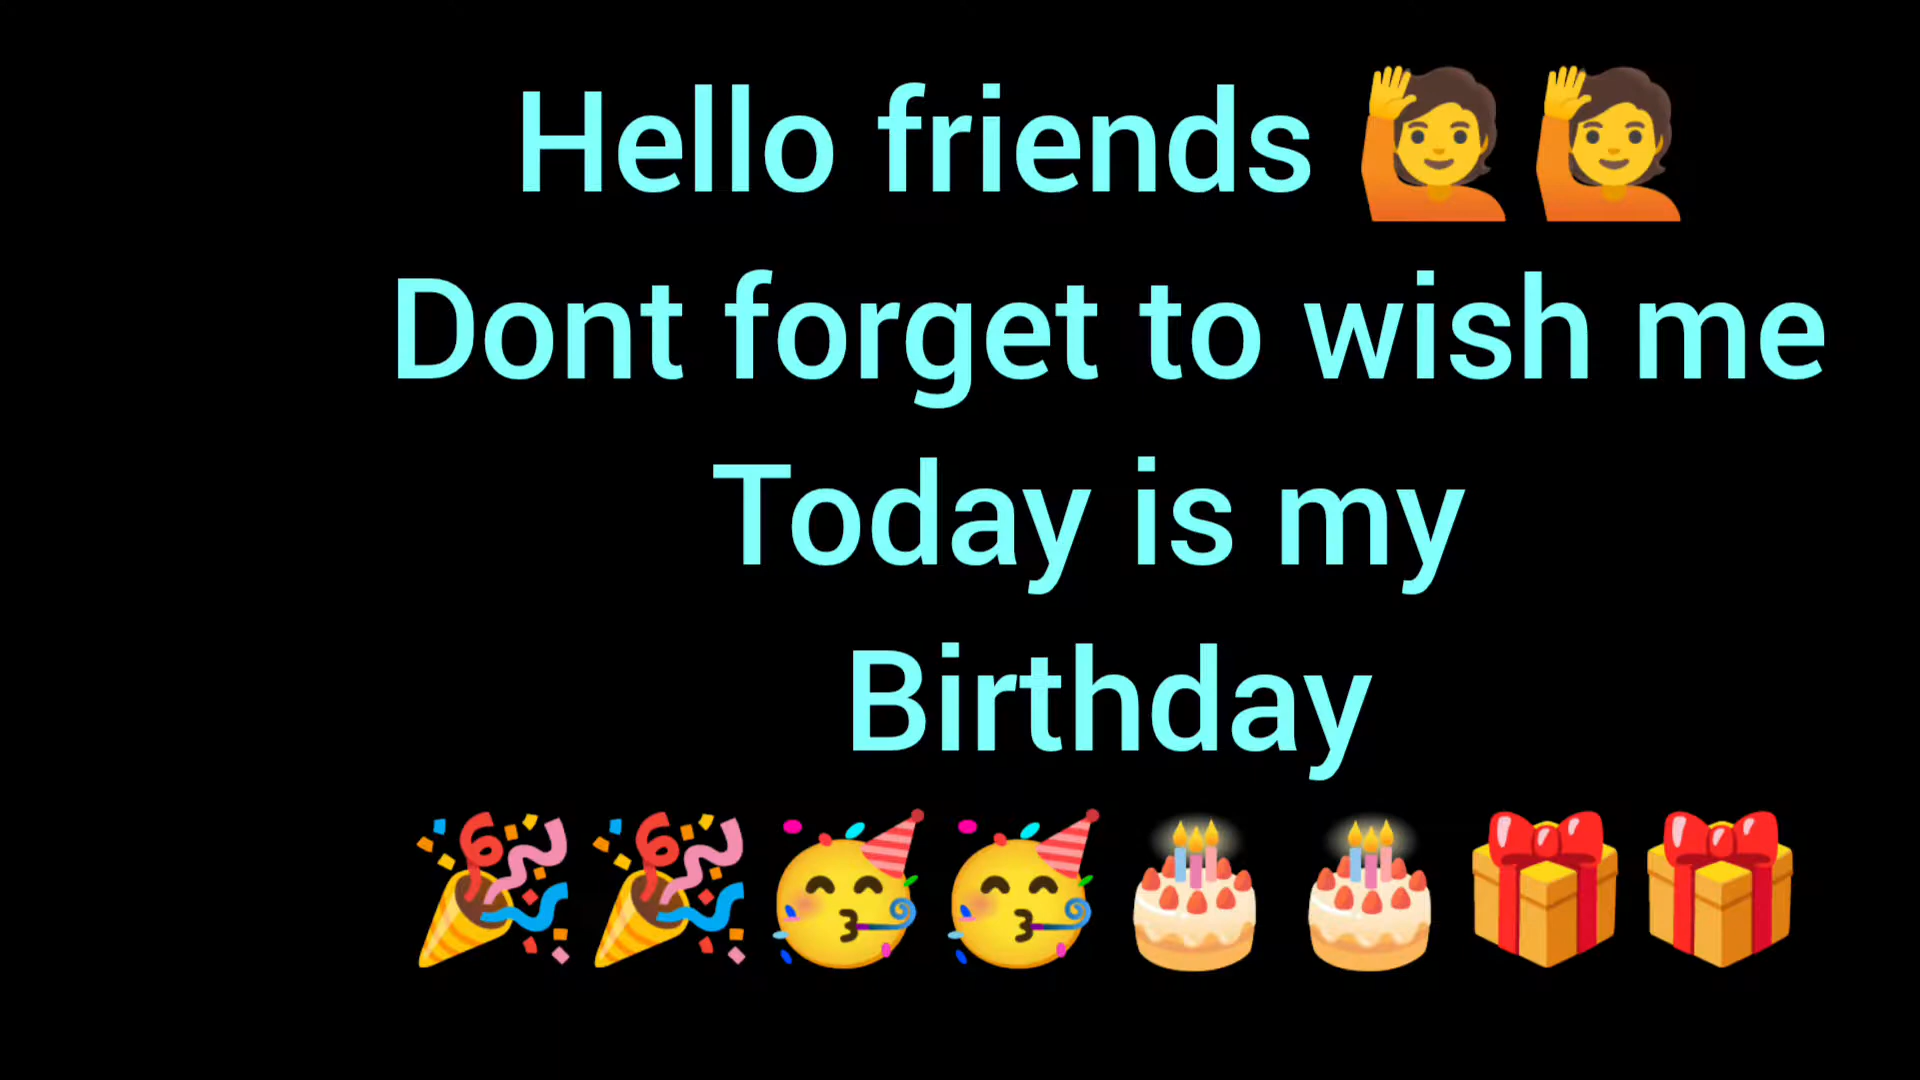 Hello friends 🙋🙋
Dont forget to wish me
Today is my
Birthday
🎉🎉🥳🥳🎂🎂🎁🎁